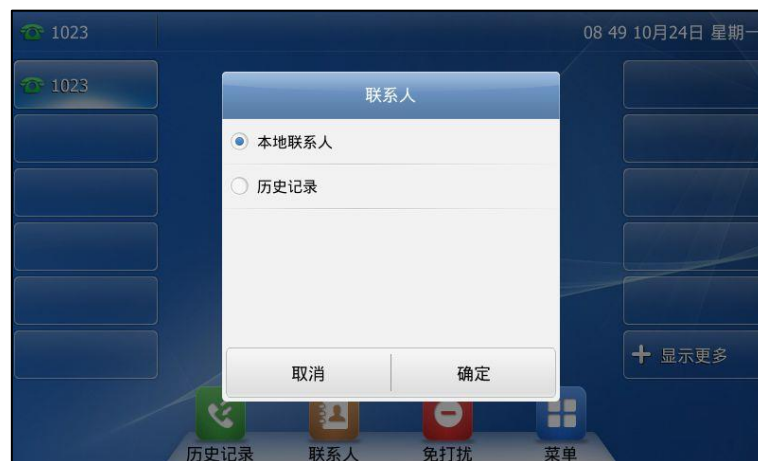 1023
08 49 10月24日 星期一
1023
联系人
本地联系人
历史记录
取消
确定
显示更多
历史记录
联系人
免打扰
菜单